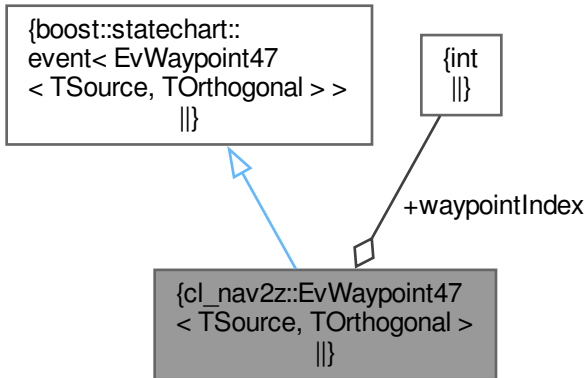 {boost::statechart::
event< EvWaypoint47
< TSource, TOrthogonal > >
||}
{int
||}
+waypointIndex
{cl_nav2z::EvWaypoint47
< TSource, TOrthogonal >
||}